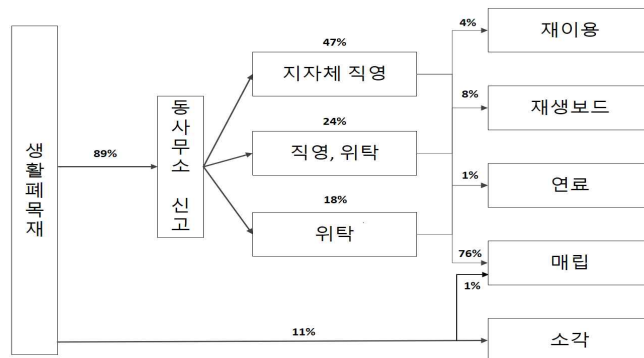 생활폐목재
89%
동사무소 신고
47%
지자체 직영
24%
직영, 위탁
18%
위탁
4%
재이용
8%
재생보드
1%
연료
76%
매립
1%
11%
소각